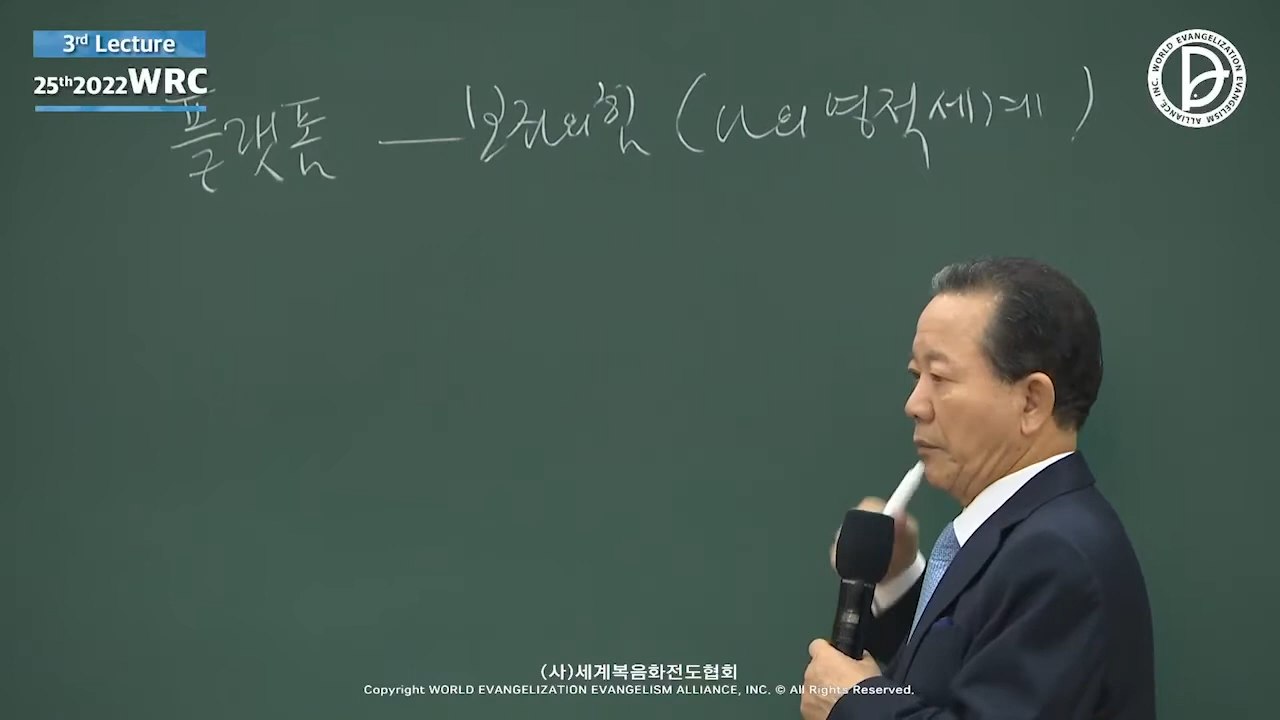 3rd Lecture
25th2022WRC
플랫폼 — 보좌의 힘 (나의 영적세계)
WORLD EVANGELIZATION EVANGELISM ALLIANCE, INC.
(사)세계복음화전도협회
Copyright WORLD EVANGELIZATION EVANGELISM ALLIANCE, INC. © All Rights Reserved.